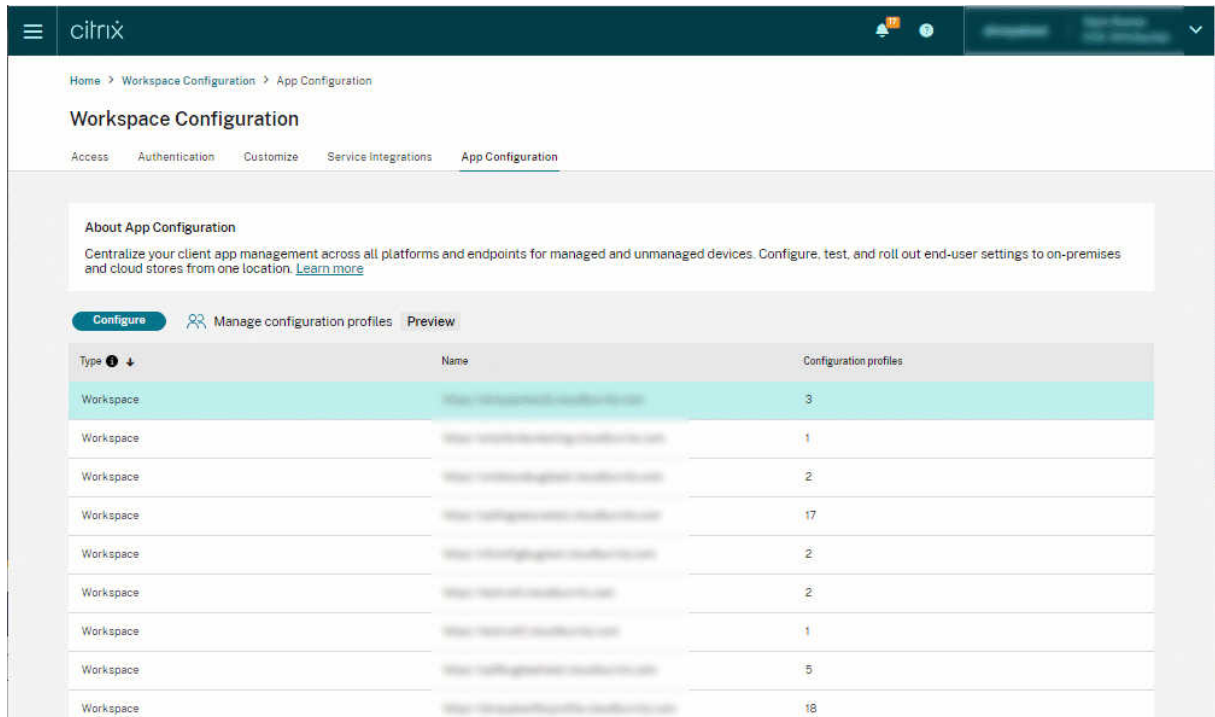 citrix
17
?
Home > Workspace Configuration > App Configuration
Workspace Configuration
Access Authentication Customize Service Integrations App Configuration
About App Configuration
Centralize your client app management across all platforms and endpoints for managed and unmanaged devices. Configure, test, and roll out end-user settings to on-premises
and cloud stores from one location. Learn more
Configure Manage configuration profiles Preview
Type i ↓ Name Configuration profiles
Workspace 3
Workspace 1
Workspace 2
Workspace 17
Workspace 2
Workspace 2
Workspace 1
Workspace 5
Workspace 18